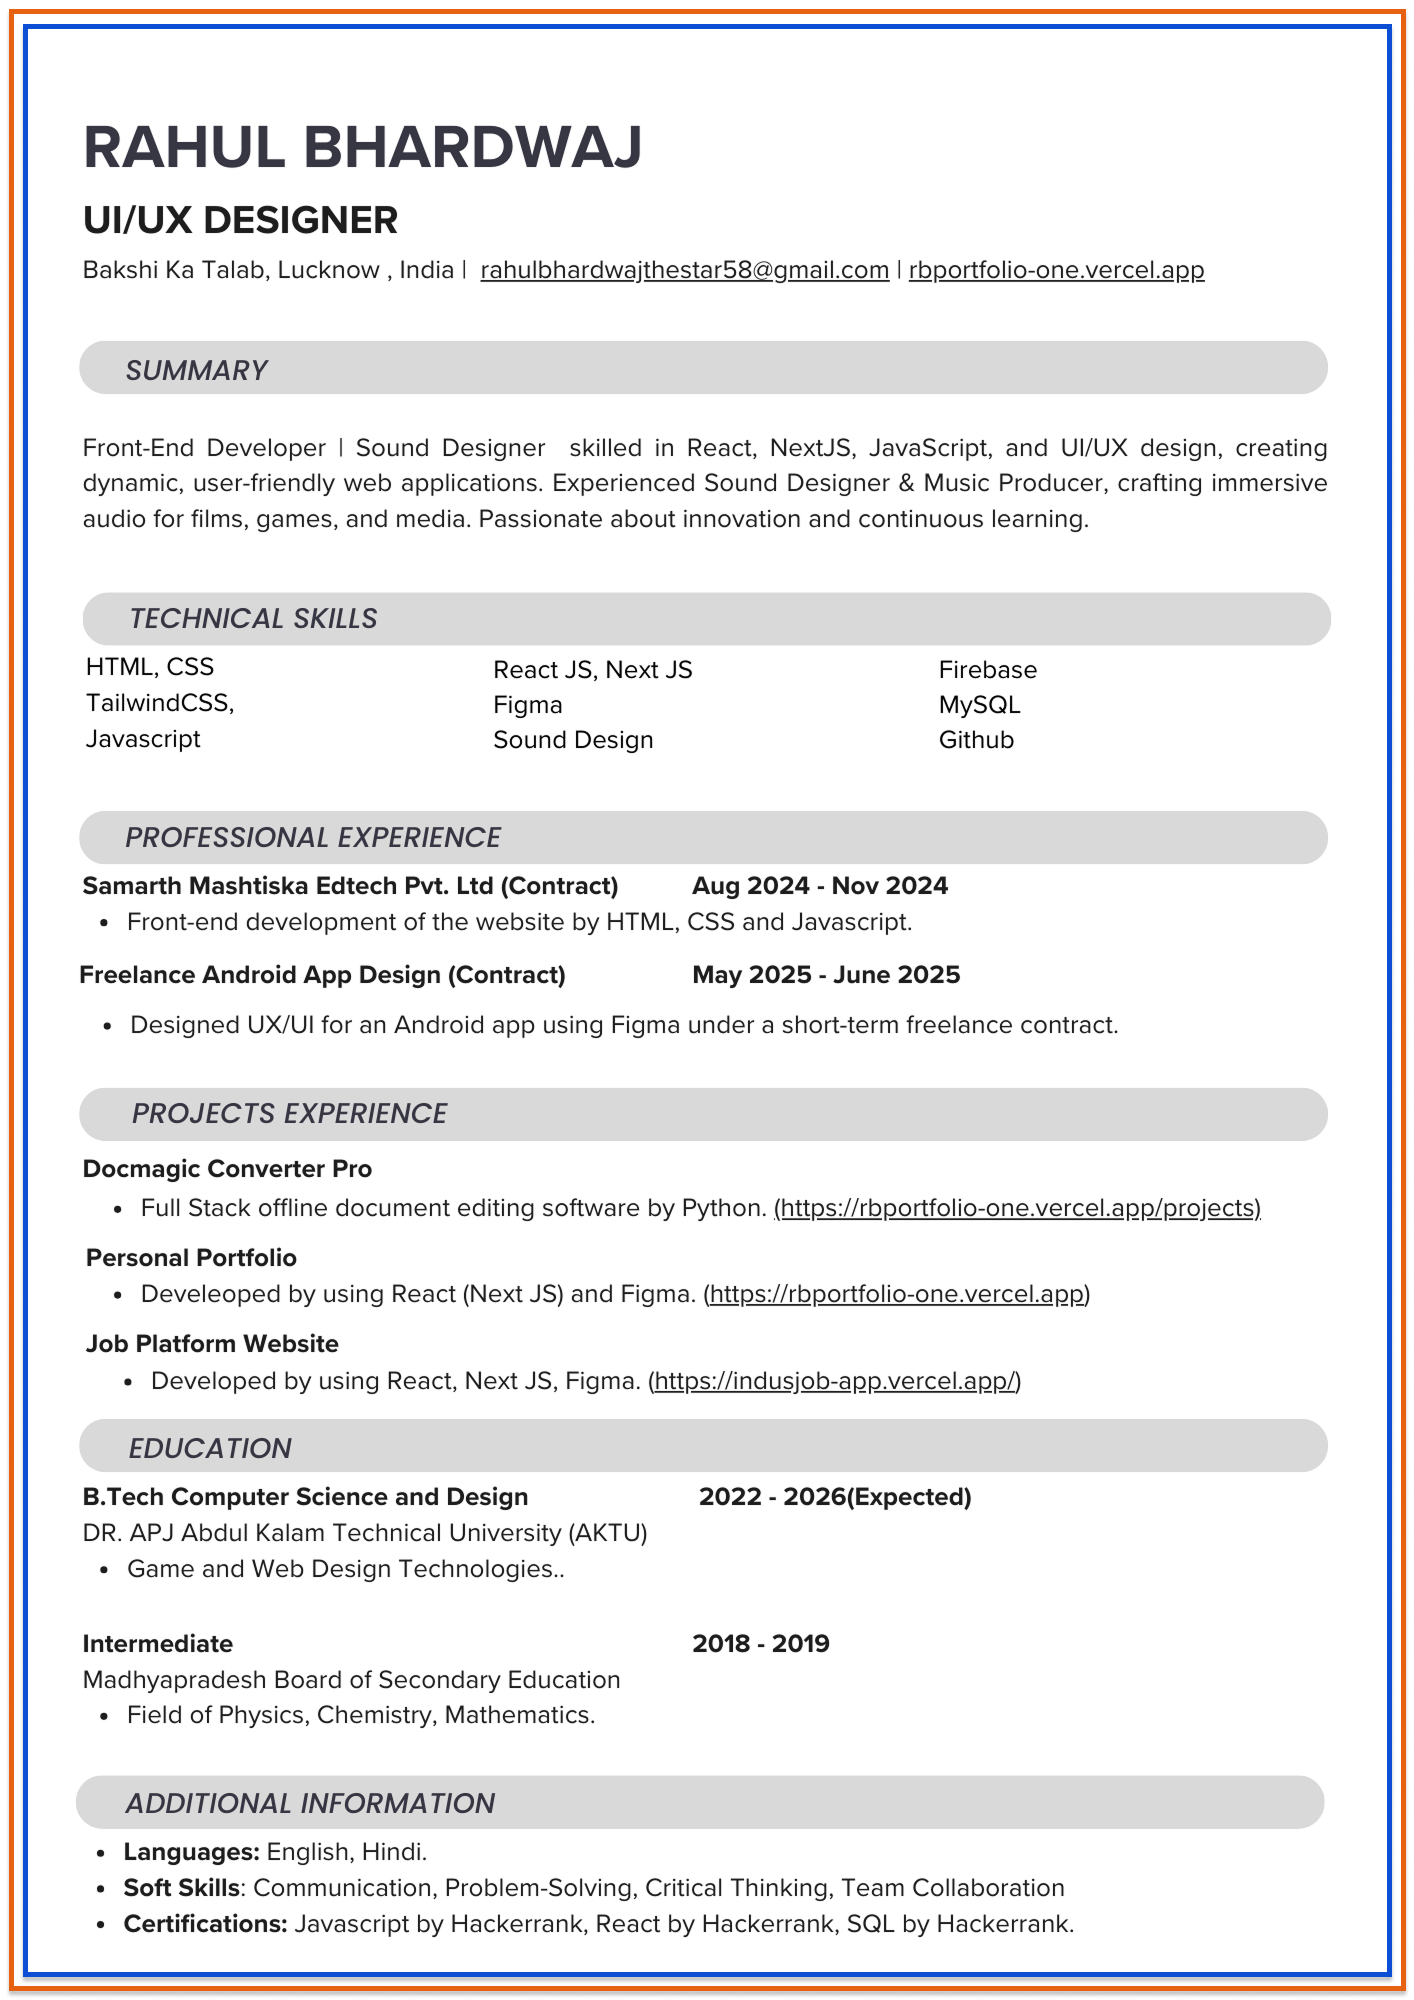 RAHUL BHARDWAJ
UI/UX DESIGNER
Bakshi Ka Talab, Lucknow , India | rahulbhardwajthestar58@gmail.com | rbportfolio-one.vercel.app
SUMMARY
Front-End Developer | Sound Designer skilled in React, NextJS, JavaScript, and UI/UX design, creating
dynamic, user-friendly web applications. Experienced Sound Designer & Music Producer, crafting immersive
audio for films, games, and media. Passionate about innovation and continuous learning.
TECHNICAL SKILLS
HTML, CSS
TailwindCSS,
Javascript
React JS, Next JS
Figma
Sound Design
Firebase
MySQL
Github
PROFESSIONAL EXPERIENCE
Samarth Mashtiska Edtech Pvt. Ltd (Contract) Aug 2024 - Nov 2024
• Front-end development of the website by HTML, CSS and Javascript.
Freelance Android App Design (Contract) May 2025 - June 2025
• Designed UX/UI for an Android app using Figma under a short-term freelance contract.
PROJECTS EXPERIENCE
Docmagic Converter Pro
• Full Stack offline document editing software by Python. (https://rbportfolio-one.vercel.app/projects)
Personal Portfolio
• Develeoped by using React (Next JS) and Figma. (https://rbportfolio-one.vercel.app)
Job Platform Website
• Developed by using React, Next JS, Figma. (https://indusjob-app.vercel.app/)
EDUCATION
B.Tech Computer Science and Design 2022 - 2026(Expected)
DR. APJ Abdul Kalam Technical University (AKTU)
• Game and Web Design Technologies..
Intermediate 2018 - 2019
Madhyapradesh Board of Secondary Education
• Field of Physics, Chemistry, Mathematics.
ADDITIONAL INFORMATION
• Languages: English, Hindi.
• Soft Skills: Communication, Problem-Solving, Critical Thinking, Team Collaboration
• Certifications: Javascript by Hackerrank, React by Hackerrank, SQL by Hackerrank.